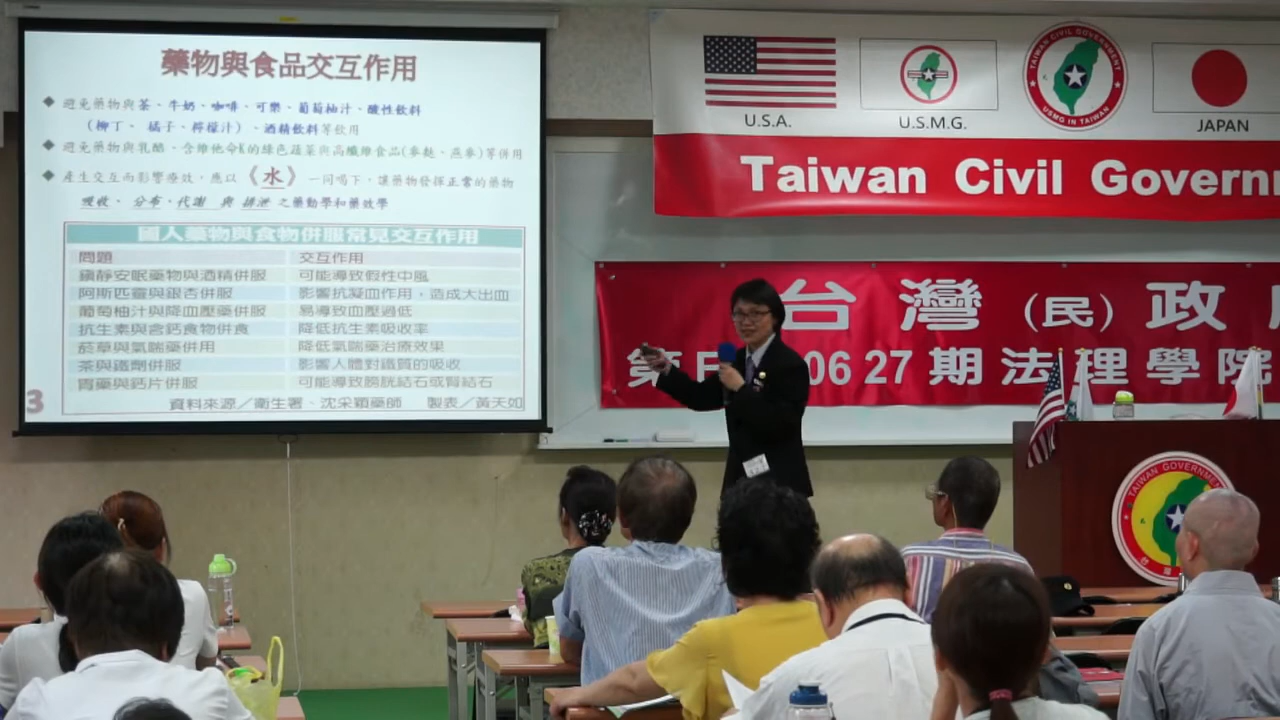 藥物與食品交互作用
◆ 避免藥物與茶、牛奶、咖啡、可樂、葡萄柚汁、酸性飲料
(柳丁、橘子、檸檬汁)、酒精飲料等飲用
◆ 避免藥物與乳酪、含維他命K的綠色蔬菜與高纖維食品(麥麩、燕麥)等併用
◆ 產生交互而影響療效,應以《水》一同喝下,讓藥物發揮正常的藥物
吸收、分布、代謝 與 排泄 之藥動學和藥效學
國人藥物與食物併服常見交互作用
問題 交互作用
鎮靜安眠藥物與酒精併服 可能導致假性中風
阿斯匹靈與銀杏併服 影響抗凝血作用,造成大出血
葡萄柚汁與降血壓藥併服 易導致血壓過低
抗生素與含鈣食物併食 降低抗生素吸收率
菸草與氣喘藥併用 降低氣喘藥治療效果
茶與鐵劑併服 影響人體對鐵質的吸收
胃藥與鈣片併服 可能導致膀胱結石或腎結石
資料來源/衛生署、沈采穎藥師 製表/黃天如
3
U.S.A.
U.S.M.G.
TAIWAN CIVIL GOVERNMENT
USMG IN TAIWAN
JAPAN
Taiwan Civil Governm
台灣(民)政
第 06 27 期法理學院
TAIWAN GOVERNMENT